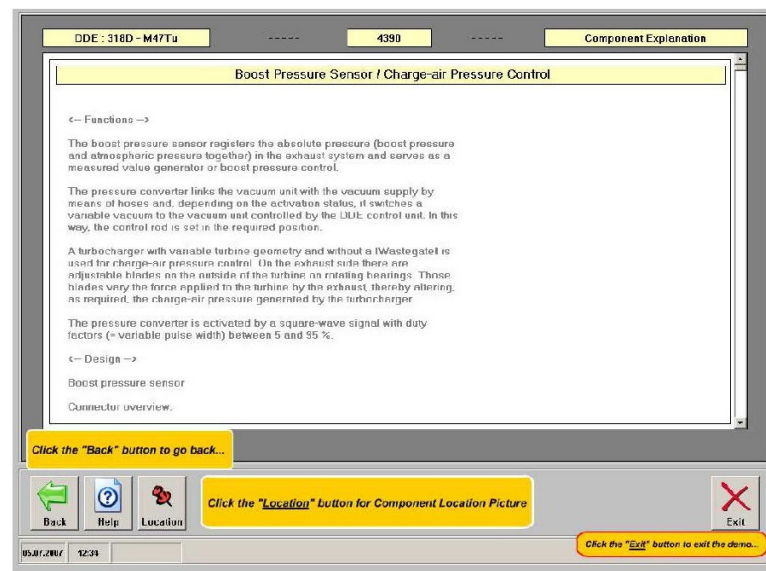 DDE : 318D - M47Tu ----- 4390 ----- Component Explanation
Boost Pressure Sensor / Charge-air Pressure Control
<-- Functions -->
The boost pressure sensor registers the absolute pressure (boost pressure
and atmospheric pressure together) in the exhaust system and serves as a
measured value generator or boost pressure control.
The pressure converter links the vacuum unit with the vacuum supply by
means of hoses and, depending on the activation status, it switches a
variable vacuum to the vacuum unit controlled by the DDE control unit. In this
way, the control rod is set in the required position.
A turbocharger with variable turbine geometry and without a (Wastegate) is
used for charge-air pressure control. On the exhaust side there are
adjustable blades on the outside of the turbine on rotating bearings. Those
blades vary the force applied to the turbine by the exhaust, thereby altering,
as required, the charge-air pressure generated by the turbocharger
The pressure converter is activated by a square-wave signal with duty
factors (= variable pulse width) between 5 and 95 %.
<-- Design -->
Boost pressure sensor
Connector overview.
Click the "Back" button to go back...
Back Help Location
Click the "Location" button for Component Location Picture
Exit
Click the "Exit" button to exit the demo...
05.07.2007 12:34